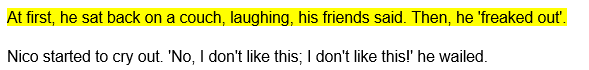 At first, he sat back on a couch, laughing, his friends said. Then, he 'freaked out'.
Nico started to cry out. 'No, I don't like this; I don't like this!' he wailed.